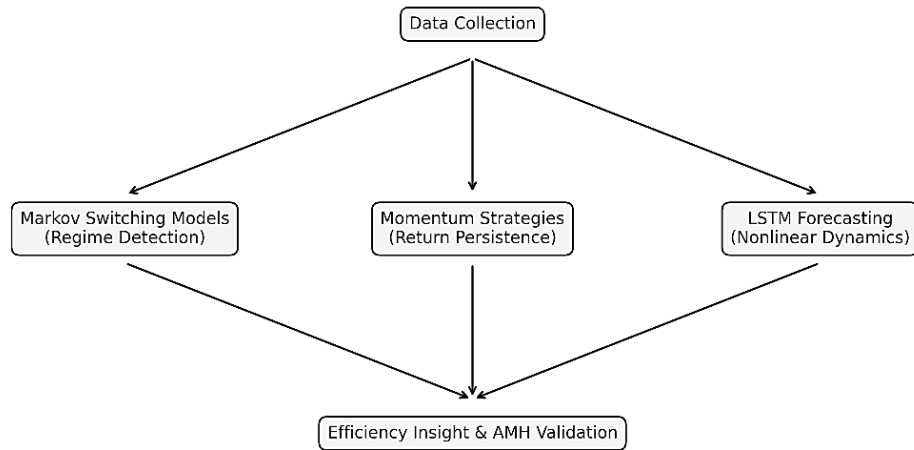 Data Collection
Markov Switching Models
(Regime Detection)
Momentum Strategies
(Return Persistence)
LSTM Forecasting
(Nonlinear Dynamics)
Efficiency Insight & AMH Validation